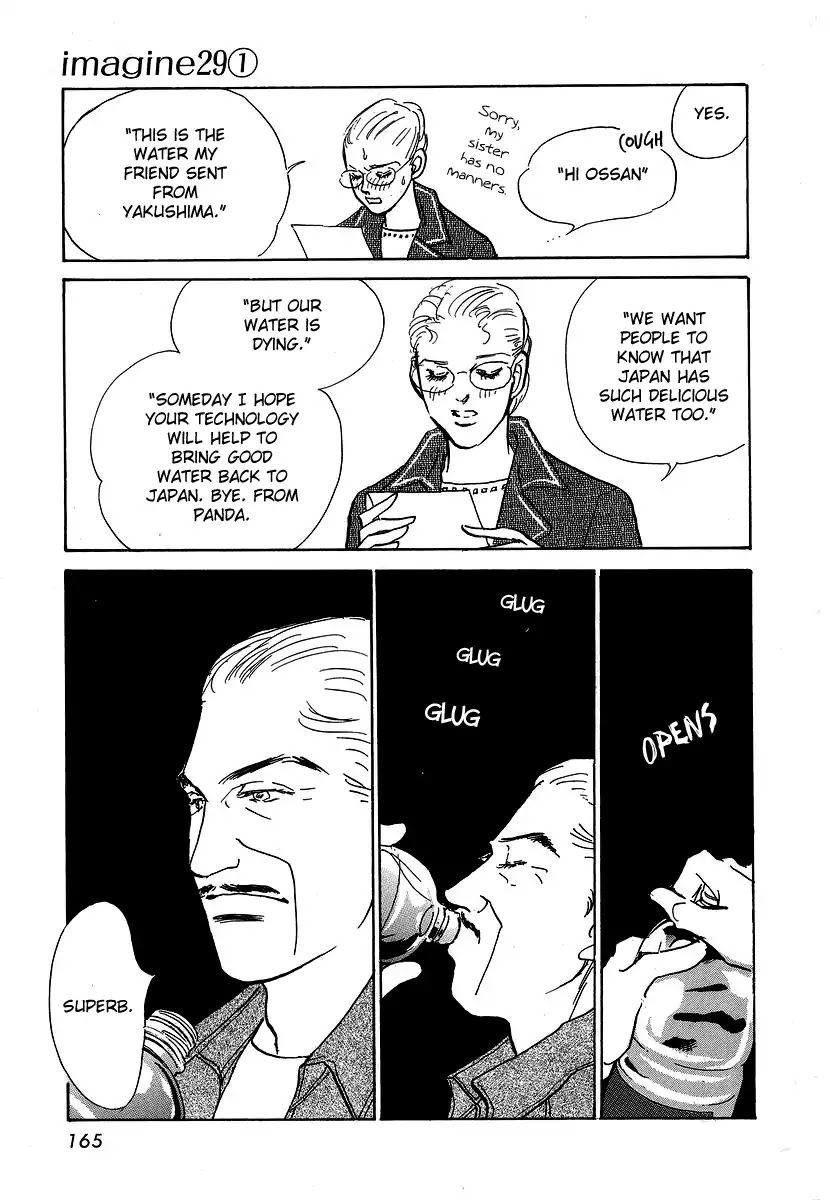 imagine29①
YES.
COUGH
"HI OSSAN"
Sorry,
my
sister
has no
manners.
"THIS IS THE
WATER MY
FRIEND SENT
FROM
YAKUSHIMA."
"WE WANT
PEOPLE TO
KNOW THAT
JAPAN HAS
SUCH DELICIOUS
WATER TOO."
"BUT OUR
WATER IS
DYING."
"SOMEDAY I HOPE
YOUR TECHNOLOGY
WILL HELP TO
BRING GOOD
WATER BACK TO
JAPAN. BYE. FROM
PANDA.
OPENS
GLUG
GLUG
GLUG
SUPERB.
165